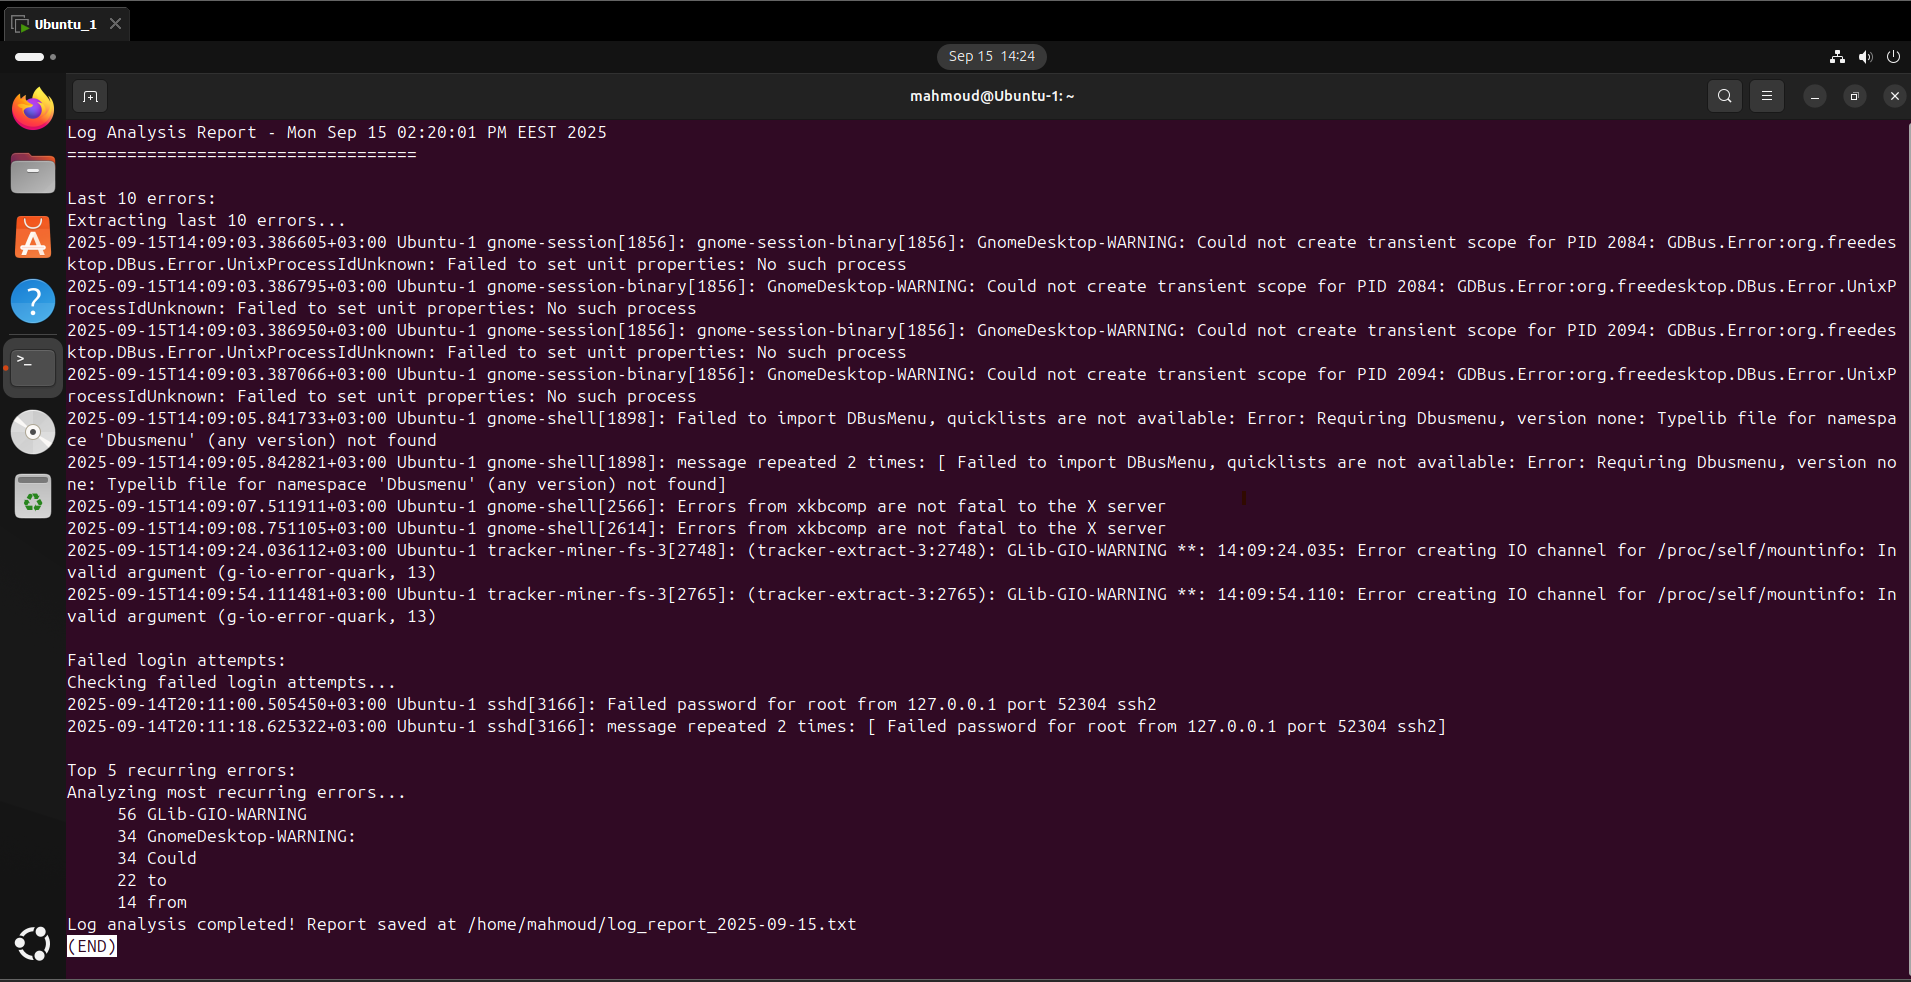 Ubuntu_1
Sep 15 14:24
mahmoud@Ubuntu-1: ~
Log Analysis Report - Mon Sep 15 02:20:01 PM EEST 2025
===================================
Last 10 errors:
Extracting last 10 errors...
2025-09-15T14:09:03.386605+03:00 Ubuntu-1 gnome-session[1856]: gnome-session-binary[1856]: GnomeDesktop-WARNING: Could not create transient scope for PID 2084: GDBus.Error:org.freedes
ktop.DBus.Error.UnixProcessIdUnknown: Failed to set unit properties: No such process
2025-09-15T14:09:03.386795+03:00 Ubuntu-1 gnome-session-binary[1856]: GnomeDesktop-WARNING: Could not create transient scope for PID 2084: GDBus.Error:org.freedesktop.DBus.Error.UnixP
rocessIdUnknown: Failed to set unit properties: No such process
2025-09-15T14:09:03.386950+03:00 Ubuntu-1 gnome-session[1856]: gnome-session-binary[1856]: GnomeDesktop-WARNING: Could not create transient scope for PID 2094: GDBus.Error:org.freedes
ktop.DBus.Error.UnixProcessIdUnknown: Failed to set unit properties: No such process
2025-09-15T14:09:03.387066+03:00 Ubuntu-1 gnome-session-binary[1856]: GnomeDesktop-WARNING: Could not create transient scope for PID 2094: GDBus.Error:org.freedesktop.DBus.Error.UnixP
rocessIdUnknown: Failed to set unit properties: No such process
2025-09-15T14:09:05.841733+03:00 Ubuntu-1 gnome-shell[1898]: Failed to import DBusMenu, quicklists are not available: Error: Requiring Dbusmenu, version none: Typelib file for namespa
ce 'Dbusmenu' (any version) not found
2025-09-15T14:09:05.842821+03:00 Ubuntu-1 gnome-shell[1898]: message repeated 2 times: [ Failed to import DBusMenu, quicklists are not available: Error: Requiring Dbusmenu, version no
ne: Typelib file for namespace 'Dbusmenu' (any version) not found]
2025-09-15T14:09:07.511911+03:00 Ubuntu-1 gnome-shell[2566]: Errors from xkbcomp are not fatal to the X server
2025-09-15T14:09:08.751105+03:00 Ubuntu-1 gnome-shell[2614]: Errors from xkbcomp are not fatal to the X server
2025-09-15T14:09:24.036112+03:00 Ubuntu-1 tracker-miner-fs-3[2748]: (tracker-extract-3:2748): GLib-GIO-WARNING **: 14:09:24.035: Error creating IO channel for /proc/self/mountinfo: In
valid argument (g-io-error-quark, 13)
2025-09-15T14:09:54.111481+03:00 Ubuntu-1 tracker-miner-fs-3[2765]: (tracker-extract-3:2765): GLib-GIO-WARNING **: 14:09:54.110: Error creating IO channel for /proc/self/mountinfo: In
valid argument (g-io-error-quark, 13)
Failed login attempts:
Checking failed login attempts...
2025-09-14T20:11:00.505450+03:00 Ubuntu-1 sshd[3166]: Failed password for root from 127.0.0.1 port 52304 ssh2
2025-09-14T20:11:18.625322+03:00 Ubuntu-1 sshd[3166]: message repeated 2 times: [ Failed password for root from 127.0.0.1 port 52304 ssh2]
Top 5 recurring errors:
Analyzing most recurring errors...
56 GLib-GIO-WARNING
34 GnomeDesktop-WARNING:
34 Could
22 to
14 from
Log analysis completed! Report saved at /home/mahmoud/log_report_2025-09-15.txt
(END)